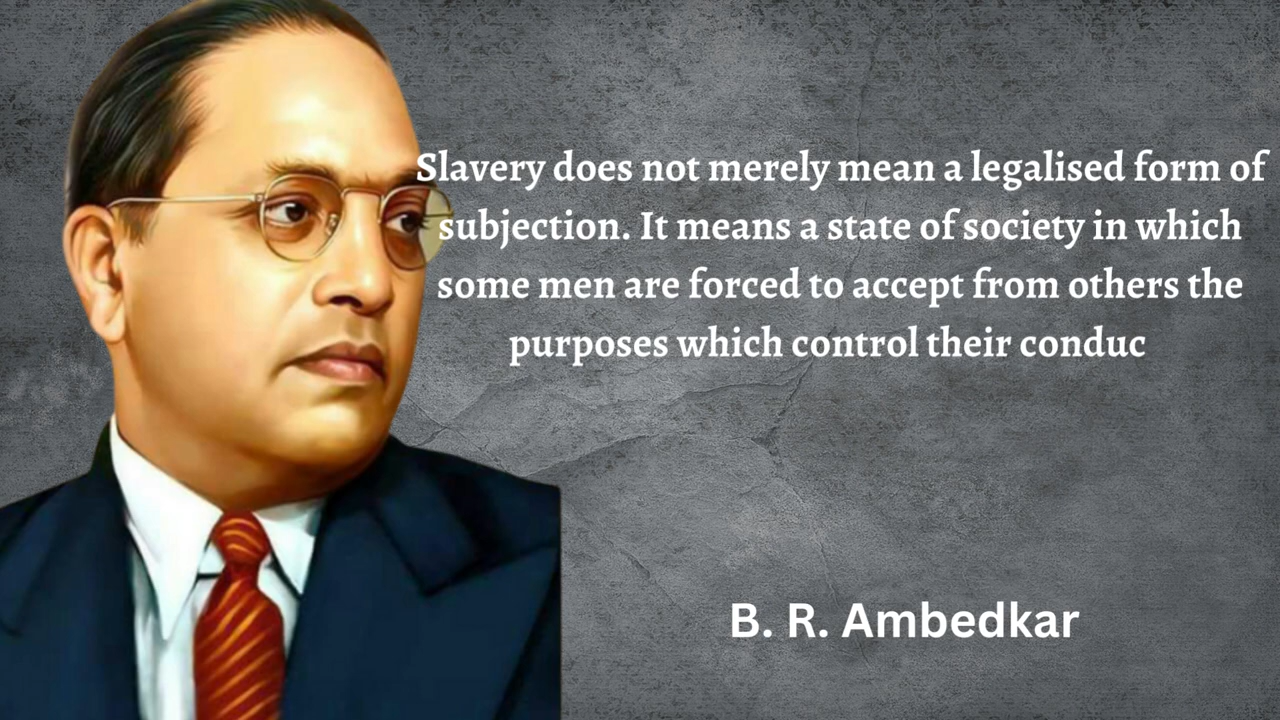 Slavery does not merely mean a legalised form of
subjection. It means a state of society in which
some men are forced to accept from others the
purposes which control their conduc
B. R. Ambedkar